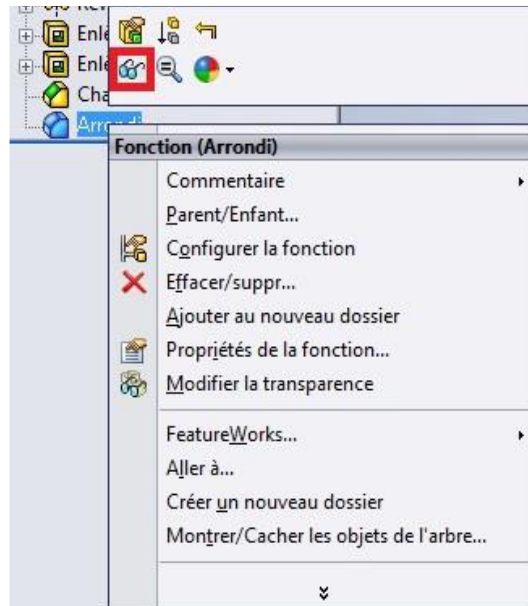 Enlè
Enlè
Cha
Arrondi
Fonction (Arrondi)
Commentaire
Parent/Enfant...
Configurer la fonction
Effacer/suppr...
Ajouter au nouveau dossier
Propriétés de la fonction...
Modifier la transparence
FeatureWorks...
Aller à...
Créer un nouveau dossier
Montrer/Cacher les objets de l'arbre...